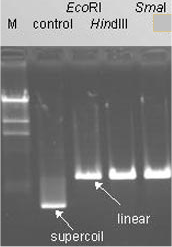 EcoRI SmaI
M control HindIII
linear
supercoil